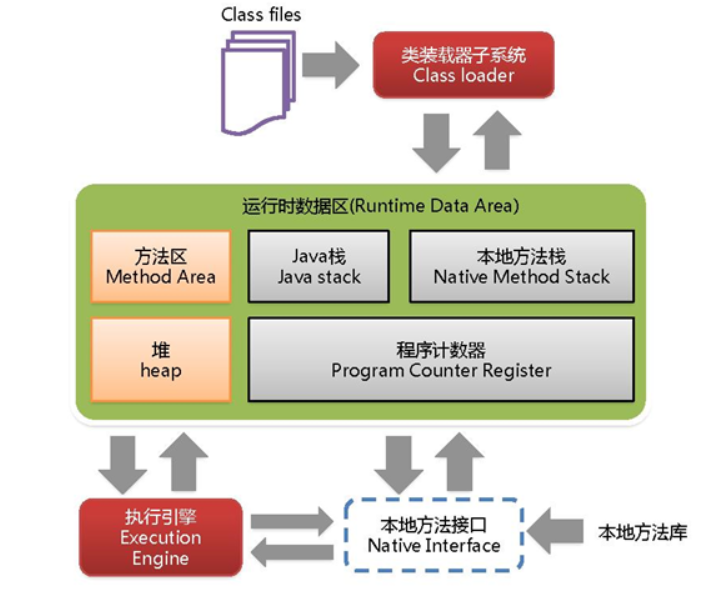 Class files
类装载器子系统
Class loader
运行时数据区(Runtime Data Area)
方法区
Method Area
Java栈
Java stack
本地方法栈
Native Method Stack
堆
heap
程序计数器
Program Counter Register
执行引擎
Execution
Engine
本地方法接口
Native Interface
本地方法库